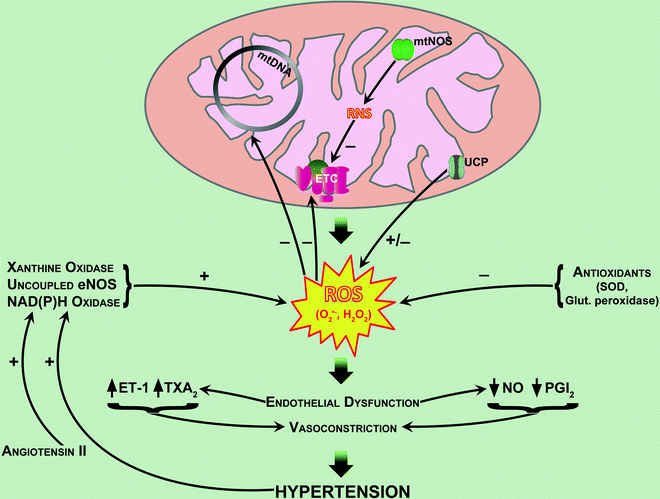 mtDNA
mtNOS
RNS
–
ETC
UCP
– –
+/–
XANTHINE OXIDASE
UNCOUPLED eNOS
NAD(P)H OXIDASE
+
ROS
(O₂•-, H₂O₂)
–
ANTIOXIDANTS
(SOD,
GLUT. PEROXIDASE)
+ +
ET-1 TXA₂
ENDOTHELIAL DYSFUNCTION
NO PGI₂
VASOCONSTRICTION
ANGIOTENSIN II
HYPERTENSION